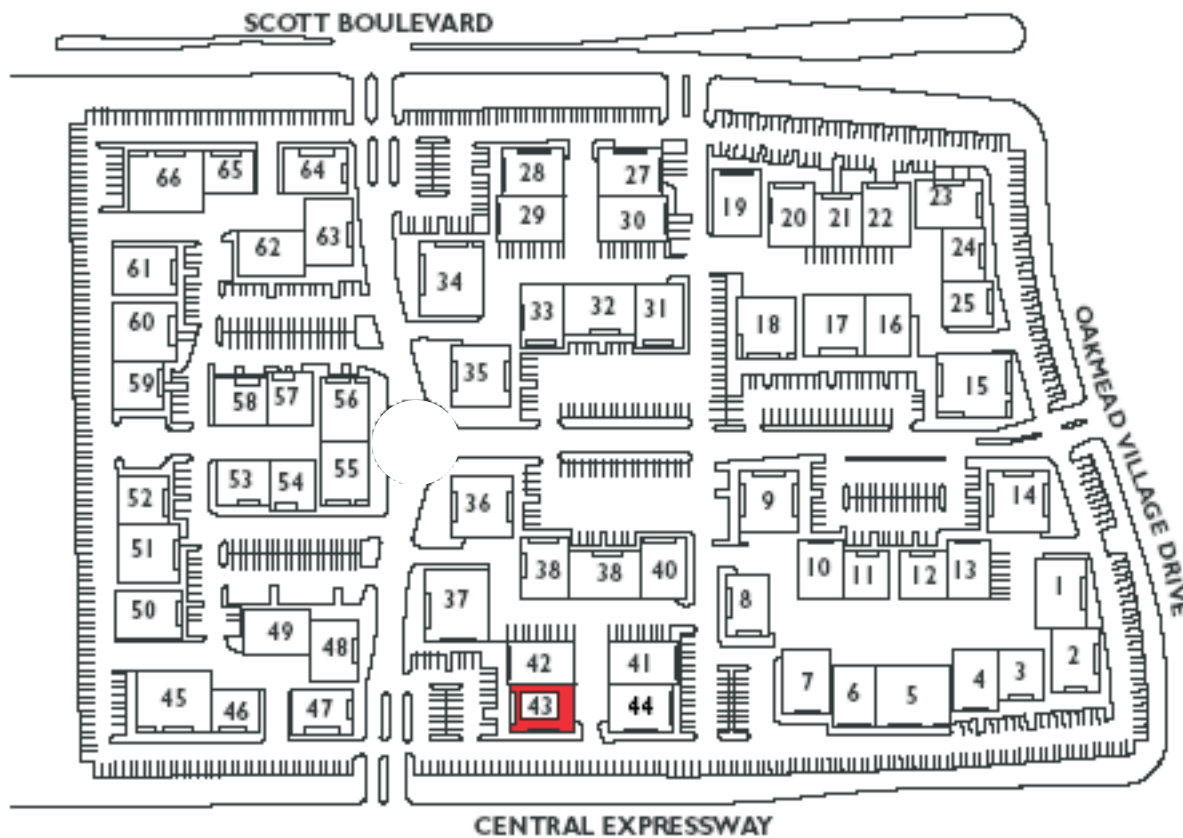 SCOTT BOULEVARD
66 65 64 28 27
19 20 21 22 23
62 63 29 30
61 34 24
60 33 32 31 18 17 16 25
59 58 57 56 35 15
OAKMEAD VILLAGE DRIVE
53 54 55
52 36 9 14
51 38 38 40 10 11 12 13
50 49 48 37 8 1
42 41 7 6 5 4 3 2
45 46 47 43 44
CENTRAL EXPRESSWAY